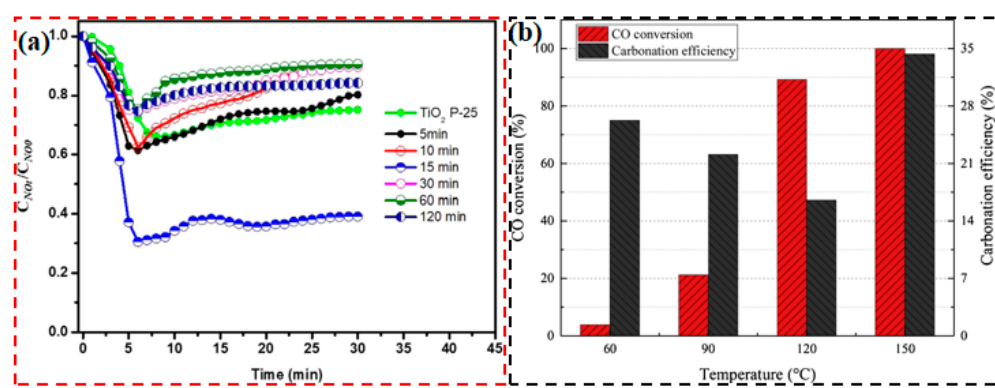 (a)
1.0
0.8
0.6
0.4
0.2
0.0
C_NOt/C_NO0
0 5 10 15 20 25 30 35 40 45
Time (min)
TiO₂ P-25
5min
10 min
15 min
30 min
60 min
120 min
(b)
CO conversion
Carbonation efficiency
100
80
60
40
20
0
CO conversion (%)
35
28
21
14
7
0
Carbonation efficiency (%)
60 90 120 150
Temperature (°C)